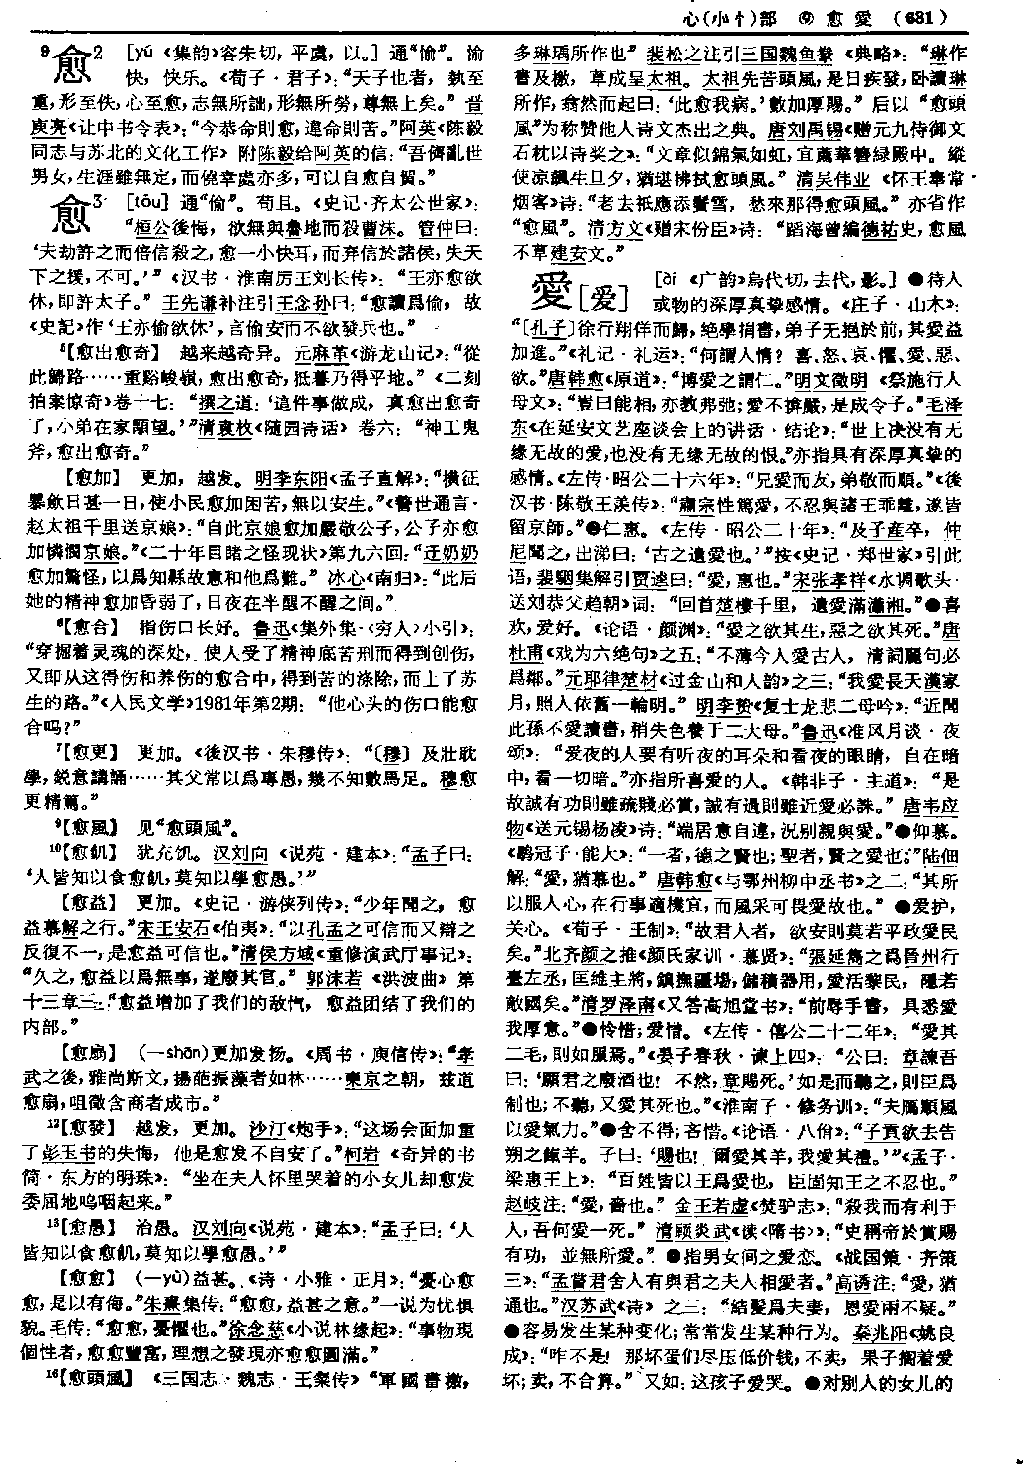 心(小忄)部 ⑨ 愈 愛 (631)
⁹愈² [yú 《集韵》容朱切,平虞,以。] 通“愉”。愉
快,快乐。《荀子·君子》:“天子也者,埶至
重,形至佚,心至愈,志無所詘,形無所勞,尊無上矣。”晋
庾亮《让中书令表》:“今恭命則愈,違命則苦。”阿英《陈毅
同志与苏北的文化工作》附陈毅给阿英的信:“吾儕亂世
男女,生涯雖無定,而僥幸處亦多,可以自愈自賀。”
愈³ [tōu] 通“偷”。苟且。《史记·齐太公世家》:
“桓公後悔,欲無與魯地而殺曹沫。管仲曰:
‘夫劫許之而倍信殺之,愈一小快耳,而弃信於諸侯,失天
下之援,不可。’”《汉书·淮南厉王刘长传》:“王亦愈欲
休,即許太子。”王先谦补注引王念孙曰:“愈讀爲偷,故
《史記》作‘王亦偷欲休’,言偷安而不欲發兵也。”
⁵【愈出愈奇】 越来越奇异。元麻革《游龙山记》:“從
此歸路……重谿峻嶺,愈出愈奇,抵暮乃得平地。”《二刻
拍案惊奇》卷十七:“撰之道:‘這件事做成,真愈出愈奇
了,小弟在家顒望。’”清袁枚《随园诗话》卷六:“神工鬼
斧,愈出愈奇。”
【愈加】 更加,越发。明李东阳《孟子直解》:“横征
暴斂日甚一日,使小民愈加困苦,無以安生。”《警世通言·
赵太祖千里送京娘》:“自此京娘愈加嚴敬公子,公子亦愈
加憐憫京娘。”《二十年目睹之怪现状》第九六回:“迂奶奶
愈加驚怪,以爲知縣故意和他爲難。”冰心《南归》:“此后
她的精神愈加昏弱了,日夜在半醒不醒之间。”
⁶【愈合】 指伤口长好。鲁迅《集外集·〈穷人〉小引》:
“穿掘着灵魂的深处,使人受了精神底苦刑而得到创伤,
又即从这得伤和养伤的愈合中,得到苦的涤除,而上了苏
生的路。”《人民文学》1981年第2期:“他心头的伤口能愈
合吗?”
⁷【愈更】 更加。《後汉书·朱穆传》:“〔穆〕及壯耽
學,鋭意講誦……其父常以爲專愚,幾不知數馬足。穆愈
更精篤。”
⁹【愈風】 见“愈頭風”。
¹⁰【愈飢】 犹充饥。汉刘向《说苑·建本》:“孟子曰:
‘人皆知以食愈飢,莫知以學愈愚。’”
【愈益】 更加。《史记·游侠列传》:“少年聞之,愈
益慕解之行。”宋王安石《伯夷》:“以孔孟之可信而又辯之
反復不一,是愈益可信也。”清侯方域《重修演武厅事记》:
“久之,愈益以爲無事,遂廢其官。”郭沫若《洪波曲》第
十三章三:“愈益增加了我们的敌忾,愈益团结了我们的
内部。”
【愈扇】 (一shān)更加发扬。《周书·庾信传》:“孝
武之後,雅尚斯文,揚葩振藻者如林……東京之朝,兹道
愈扇,咀徵含商者成市。”
¹²【愈發】 越发,更加。沙汀《炮手》:“这场会面加重
了彭玉书的失悔,他是愈发不自安了。”柯岩《奇异的书
简·东方的明珠》:“坐在夫人怀里哭着的小女儿却愈发
委屈地呜咽起来。”
¹³【愈愚】 治愚。汉刘向《说苑·建本》:“孟子曰:‘人
皆知以食愈飢,莫知以學愈愚。’”
【愈愈】 (一yù)益甚。《诗·小雅·正月》:“憂心愈
愈,是以有侮。”朱熹集传:“愈愈,益甚之意。”一说为忧惧
貌。毛传:“愈愈,憂懼也。”徐念慈《小说林缘起》:“事物現
個性者,愈愈豐富,理想之發現亦愈愈圓滿。”
¹⁶【愈頭風】 《三国志·魏志·王粲传》“軍國書檄,
多琳瑀所作也”裴松之注引三国魏鱼豢《典略》:“琳作
書及檄,草成呈太祖。太祖先苦頭風,是日疾發,卧讀琳
所作,翕然而起曰:‘此愈我病。’數加厚賜。”后以“愈頭
風”为称赞他人诗文杰出之典。唐刘禹锡《赠元九侍御文
石枕以诗奖之》:“文章似錦氣如虹,宜薦華簪緑殿中。縱
使凉飆生旦夕,猶堪拂拭愈頭風。”清吴伟业《怀王奉常·
烟客》诗:“老去祇應添鬢雪,愁來那得愈頭風。”亦省作
“愈風”。清方文《赠宋份臣》诗:“蹈海曾編德祐史,愈風
不草建安文。”
愛[爱] [ài 《广韵》烏代切,去代,影。] ●待人
或物的深厚真挚感情。《庄子·山木》:
“〔孔子〕徐行翔佯而歸,絶學捐書,弟子无挹於前,其愛益
加進。”《礼记·礼运》:“何謂人情?喜、怒、哀、懼、愛、惡、
欲。”唐韩愈《原道》:“博愛之謂仁。”明文徵明《祭施行人
母文》:“豈曰能相,亦教弗弛;愛不揜嚴,是成令子。”毛泽
东《在延安文艺座谈会上的讲话·结论》:“世上决没有无
缘无故的爱,也没有无缘无故的恨。”亦指具有深厚真挚的
感情。《左传·昭公二十六年》:“兄愛而友,弟敬而順。”《後
汉书·陈敬王羡传》:“肅宗性篤愛,不忍與諸王乖離,遂皆
留京師。”●仁惠。《左传·昭公二十年》:“及子産卒,仲
尼聞之,出涕曰:‘古之遺愛也。’”按《史记·郑世家》引此
语,裴駰集解引賈逵曰:“愛,惠也。”宋张孝祥《水调歌头·
送刘恭父趋朝》词:“回首楚樓千里,遺愛滿瀟湘。”●喜
欢,爱好。《论语·颜渊》:“愛之欲其生,惡之欲其死。”唐
杜甫《戏为六绝句》之五:“不薄今人愛古人,清詞麗句必
爲鄰。”元耶律楚材《过金山和人韵》之三:“我愛長天漢家
月,照人依舊一輪明。”明李贽《复士龙悲二母吟》:“近聞
此孫不愛讀書,稍失色養于二大母。”鲁迅《准风月谈·夜
颂》:“爱夜的人要有听夜的耳朵和看夜的眼睛,自在暗
中,看一切暗。”亦指所喜爱的人。《韩非子·主道》:“是
故誠有功則雖疏賤必賞,誠有過則雖近愛必誅。”唐韦应
物《送元锡杨凌》诗:“端居意自違,況别親與愛。”●仰慕。
《鹖冠子·能天》:“一者,德之賢也;聖者,賢之愛也。”陆佃
解:“愛,猶慕也。”唐韩愈《与鄂州柳中丞书》之二:“其所
以服人心,在行事適機宜,而風采可畏愛故也。”●爱护,
关心。《荀子·王制》:“故君人者,欲安則莫若平政愛民
矣。”北齐颜之推《颜氏家训·慕贤》:“張延雋之爲晉州行
臺左丞,匡維主將,鎮撫疆埸,儲積器用,愛活黎民,隱若
敵國矣。”清罗泽南《又答高旭堂书》:“前辱手書,具悉愛
我厚意。”●怜惜;爱惜。《左传·僖公二十二年》:“愛其
二毛,則如服焉。”《晏子春秋·谏上四》:“公曰:章諫吾
曰:‘願君之廢酒也!不然,章賜死。’如是而聽之,則臣爲
制也;不聽,又愛其死也。”《淮南子·修务训》:“夫鴈順風
以愛氣力。”●舍不得;吝惜。《论语·八佾》:“子貢欲去告
朔之餼羊。子曰:‘賜也!爾愛其羊,我愛其禮。’”《孟子·
梁惠王上》:“百姓皆以王爲愛也,臣固知王之不忍也。”
赵岐注:“愛,嗇也。”金王若虚《焚驴志》:“殺我而有利于
人,吾何愛一死。”清顾炎武《读〈隋书〉》:“史稱帝於賞賜
有功,並無所愛。”●指男女间之爱恋。《战国策·齐策
三》:“孟嘗君舍人有與君之夫人相愛者。”高诱注:“愛,猶
通也。”汉苏武《诗》之三:“結髮爲夫妻,恩愛兩不疑。”
●容易发生某种变化;常常发生某种行为。秦兆阳《姚良
成》:“咋不是!那坏蛋们尽压低价钱,不卖,果子搁着爱
坏;卖,不合算。”又如:这孩子爱哭。●对别人的女儿的